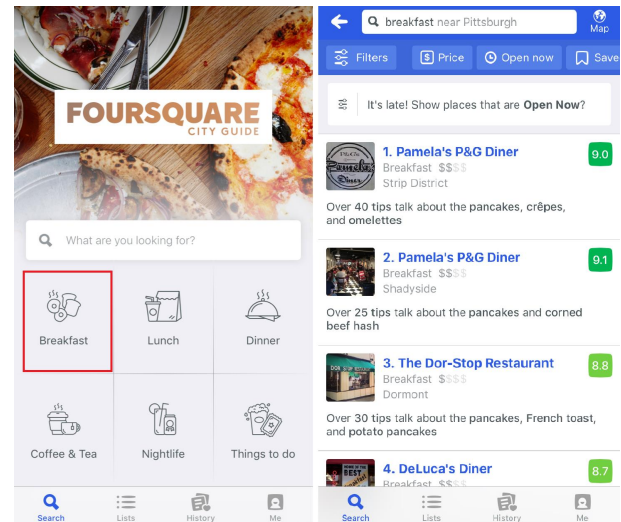 FOURSQUARE
CITY GUIDE
What are you looking for?
Breakfast
Lunch
Dinner
Coffee & Tea
Nightlife
Things to do
Search
Lists
History
Me
breakfast near Pittsburgh
Map
Filters
$ Price
Open now
Save
It's late! Show places that are Open Now?
1. Pamela's P&G Diner
9.0
Breakfast $$$$
Strip District
Over 40 tips talk about the pancakes, crêpes,
and omelettes
2. Pamela's P&G Diner
9.1
Breakfast $$$$
Shadyside
Over 25 tips talk about the pancakes and corned
beef hash
3. The Dor-Stop Restaurant
8.8
Breakfast $$$$
Dormont
Over 30 tips talk about the pancakes, French toast,
and potato pancakes
4. DeLuca's Diner
8.7
Breakfast $$$$
Search
Lists
History
Me